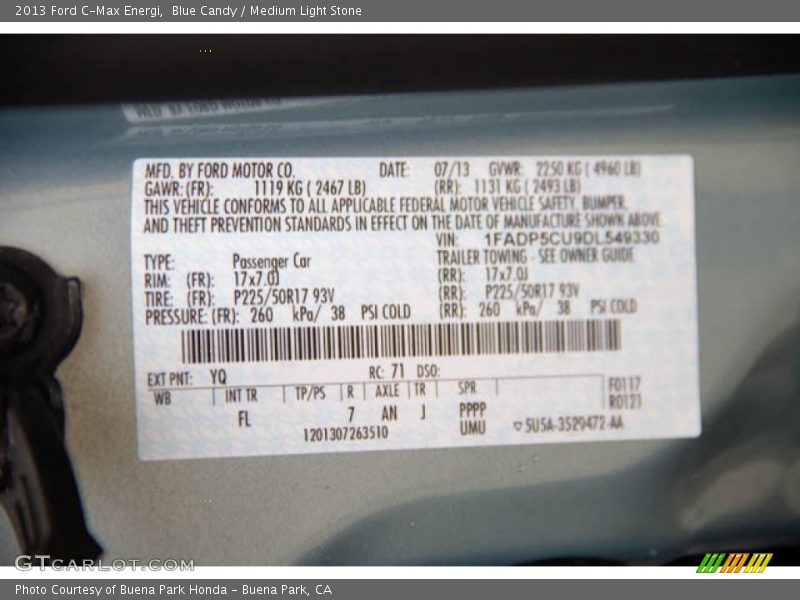 2013 Ford C-Max Energi, Blue Candy / Medium Light Stone
MFD. BY FORD MOTOR CO. DATE: 07/13 GVWR: 2250 KG ( 4960 LB)
GAWR: (FR): 1119 KG ( 2467 LB) (RR): 1131 KG ( 2493 LB)
THIS VEHICLE CONFORMS TO ALL APPLICABLE FEDERAL MOTOR VEHICLE SAFETY, BUMPER,
AND THEFT PREVENTION STANDARDS IN EFFECT ON THE DATE OF MANUFACTURE SHOWN ABOVE.
VIN: 1FADP5CU9DL549330
TYPE: Passenger Car TRAILER TOWING - SEE OWNER GUIDE
RIM: (FR): 17x7.0J (RR): 17x7.0J
TIRE: (FR): P225/50R17 93V (RR): P225/50R17 93V
PRESSURE: (FR): 260 kPa/ 38 PSI COLD (RR): 260 kPa/ 38 PSI COLD
EXT PNT: YQ RC: 71 DSO:
WB INT TR TP/PS R AXLE TR SPR F0117
FL 7 AN J PPPP R0121
1201307263510 UMU ▽5U5A-3529472-AA
GTCARLOT.COM
Photo Courtesy of Buena Park Honda - Buena Park, CA